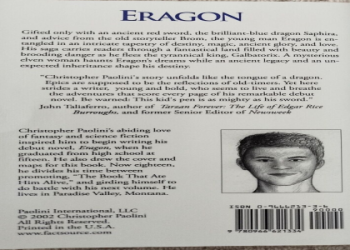 ERAGON
Gifted only with an ancient red sword, the brilliant-blue dragon Saphira,
and advice from the old storyteller Brom, the young man Eragon is en-
tangled in an intricate tapestry of destiny, magic, ancient glory, and love.
His saga carries readers through a fantastical land filled with beauty and
brooding danger as he flees the tyrannical king, Galbatorix. A mysterious
elven woman haunts Eragon's dreams while an ancient legacy and an un-
expected inheritance shape his destiny.
"Christopher Paolini's story unfolds like the tongue of a dragon.
Epics are supposed to be the reflections of old-times. Yet here
strides a writer, young and bold, who seems to live and breathe
the adventures that score every page of his remarkable debut
novel. Be warned: This kid's pen is as mighty as his sword."
John Taliaferro, author of Tarzan Forever: The Life of Edgar Rice
Burroughs, and former Senior Editor of Newsweek
Christopher Paolini's abiding love
of fantasy and science fiction
inspired him to begin writing his
debut novel, Eragon, when he
graduated from high school at
fifteen. He also drew the cover and
maps for this book. Now eighteen,
he divides his time between
promoting, "The Book That Ate
Him Alive," and girding himself to
do battle with his next volume. He
lives in Paradise Valley, Montana.
Paolini International, LLC
© 2002 Christopher Paolini
All Rights Reserved.
Printed in U.S.A.
90000
9 780966 621334